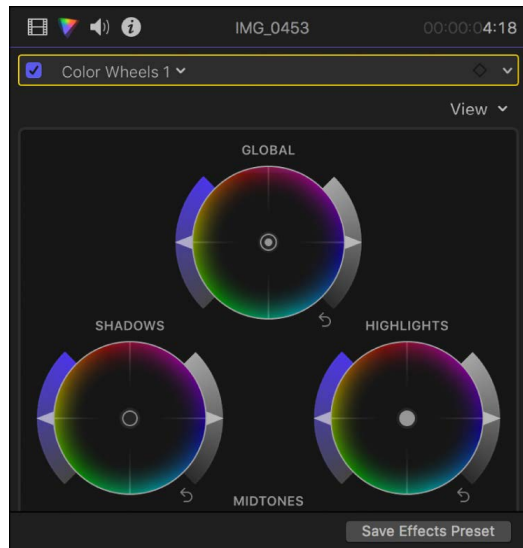 IMG_0453 00:00:04:18
Color Wheels 1
View
GLOBAL
SHADOWS HIGHLIGHTS
MIDTONES
Save Effects Preset